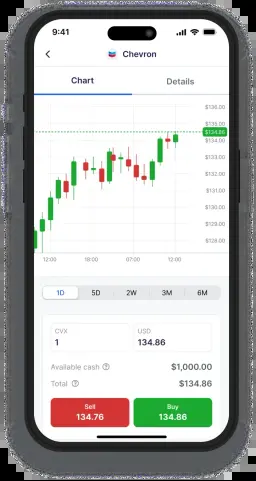 9:41
Chevron
Chart Details
$136.00
$135.00
$134.86
$134.00
$133.00
$132.00
$131.00
$130.00
$129.00
$128.00
12:00 18:00 07:00 12:00
1D 5D 2W 3M 6M
CVX USD
1 134.86
Available cash $1,000.00
Total $134.86
Sell Buy
134.76 134.86